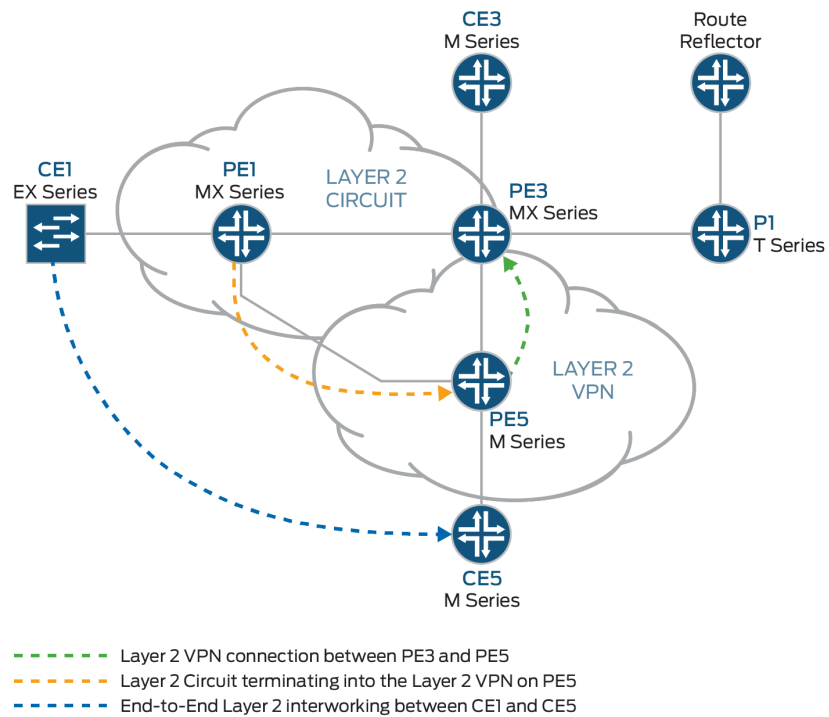 CE3
M Series
Route
Reflector
CE1
EX Series
PE1
MX Series
LAYER 2
CIRCUIT
PE3
MX Series
P1
T Series
LAYER 2
VPN
PE5
M Series
CE5
M Series
Layer 2 VPN connection between PE3 and PE5
Layer 2 Circuit terminating into the Layer 2 VPN on PE5
End-to-End Layer 2 interworking between CE1 and CE5